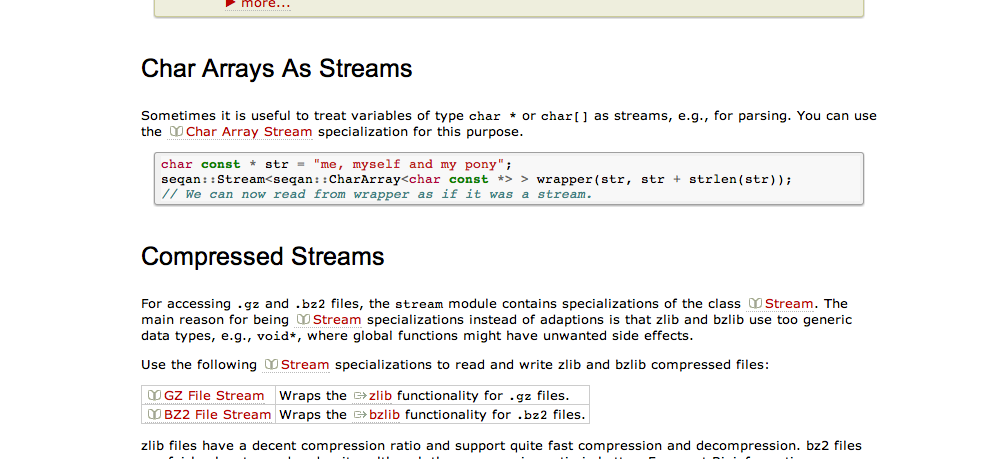 more...
Char Arrays As Streams
Sometimes it is useful to treat variables of type char * or char[] as streams, e.g., for parsing. You can use
the Char Array Stream specialization for this purpose.
char const * str = "me, myself and my pony";
seqan::Stream<seqan::CharArray<char const *> > wrapper(str, str + strlen(str));
// We can now read from wrapper as if it was a stream.
Compressed Streams
For accessing .gz and .bz2 files, the stream module contains specializations of the class Stream. The
main reason for being Stream specializations instead of adaptions is that zlib and bzlib use too generic
data types, e.g., void*, where global functions might have unwanted side effects.
Use the following Stream specializations to read and write zlib and bzlib compressed files:
GZ File Stream Wraps the zlib functionality for .gz files.
BZ2 File Stream Wraps the bzlib functionality for .bz2 files.
zlib files have a decent compression ratio and support quite fast compression and decompression. bz2 files